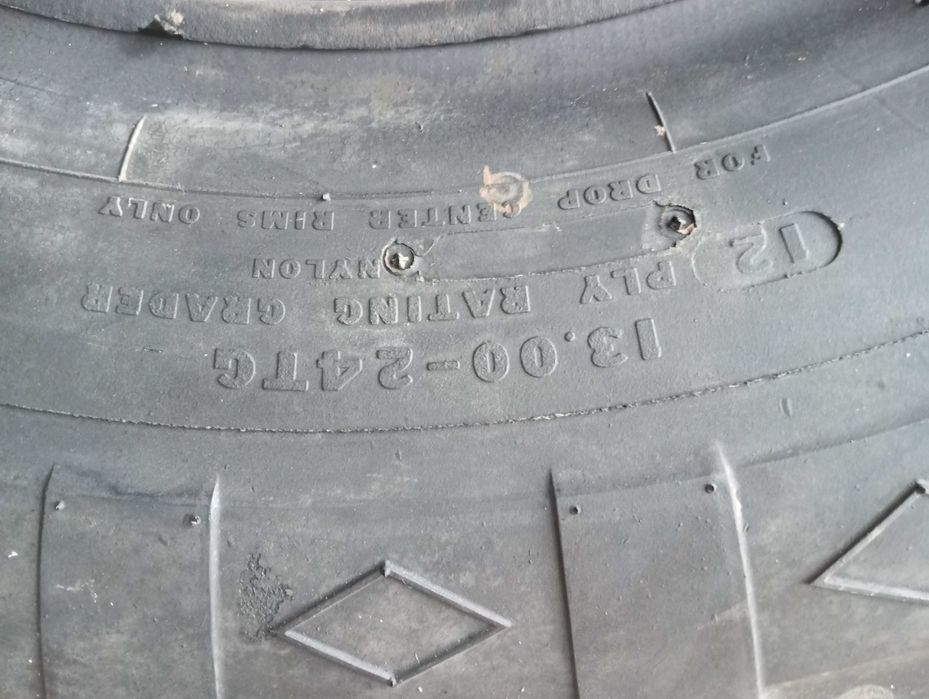 13.00-24TG
12 PLY RATING GRADER
NYLON
FOR DROP CENTER RIMS ONLY